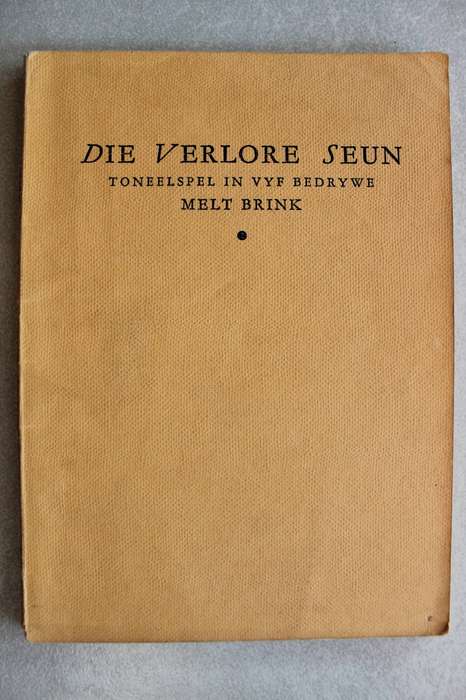 DIE VERLORE SEUN
TONEELSPEL IN VYF BEDRYWE
MELT BRINK